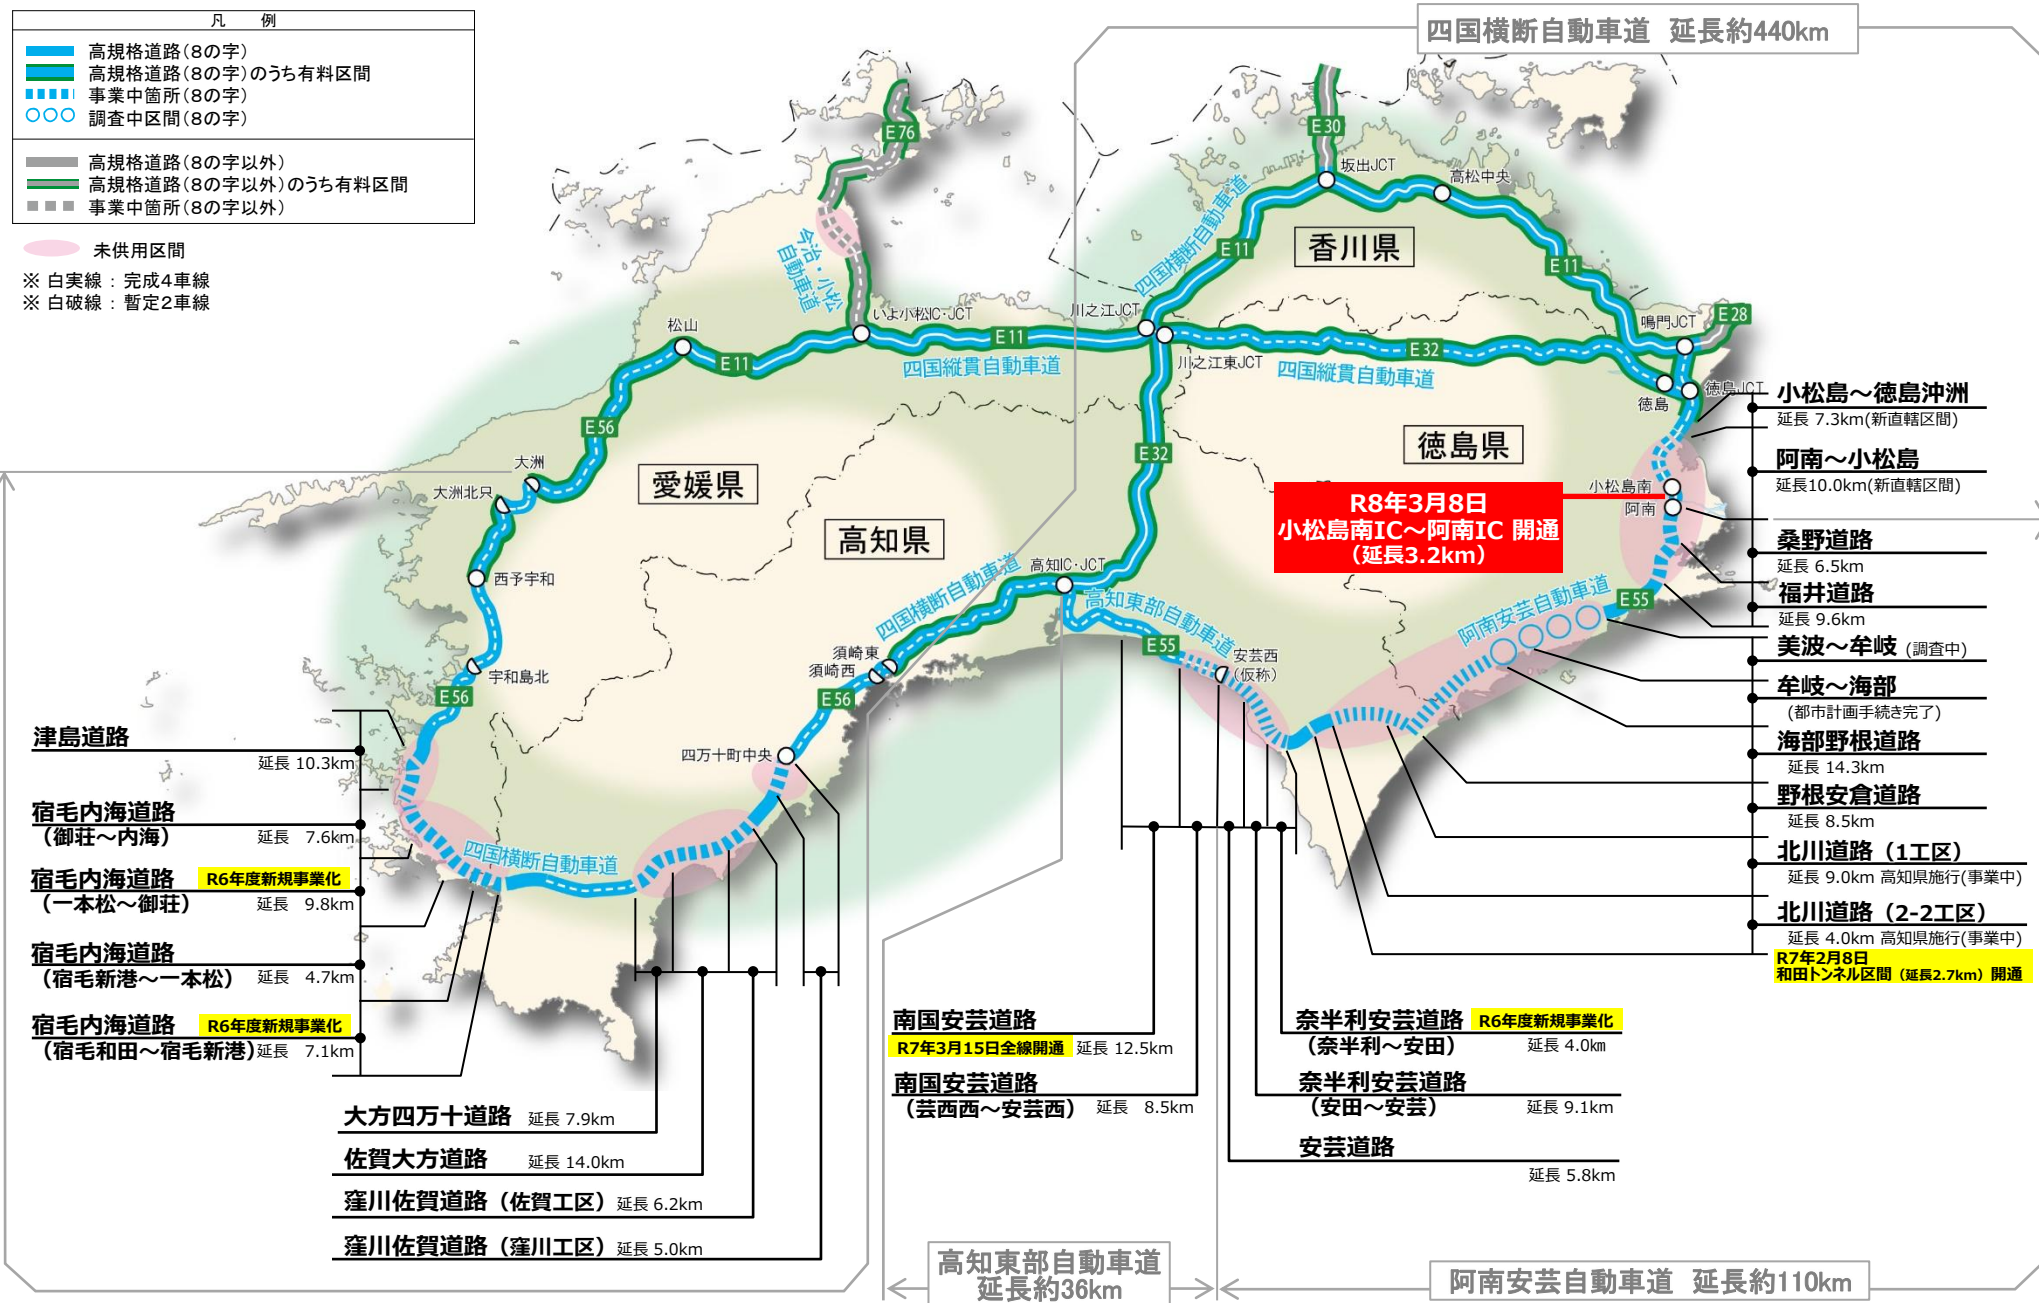 凡　例
高規格道路(8の字)
高規格道路(8の字)のうち有料区間
事業中箇所(8の字)
調査中区間(8の字)
高規格道路(8の字以外)
高規格道路(8の字以外)のうち有料区間
事業中箇所(8の字以外)
未供用区間
※ 白実線 : 完成4車線
※ 白破線 : 暫定2車線
四国横断自動車道 延長約440km
E76
E30
坂出JCT
高松中央
今治・小松
自動車道
四国横断自動車道
E11
香川県
E11
いよ小松IC・JCT
川之江JCT
鳴門JCT
E28
松山
E11
E11
四国縦貫自動車道
川之江東JCT
E32
四国縦貫自動車道
徳島
徳島JCT
E56
大洲
大洲北只
愛媛県
高知県
E32
徳島県
小松島南
阿南
R8年3月8日
小松島南IC～阿南IC 開通
（延長3.2km）
西予宇和
高知IC・JCT
四国横断自動車道
高知東部自動車道
阿南安芸自動車道
E55
E55
須崎東
須崎西
安芸西
(仮称)
宇和島北
E56
E56
四万十町中央
四国横断自動車道
小松島～徳島沖洲
延長 7.3km(新直轄区間)
阿南～小松島
延長10.0km(新直轄区間)
桑野道路
延長 6.5km
福井道路
延長 9.6km
美波～牟岐 (調査中)
牟岐～海部
(都市計画手続き完了)
海部野根道路
延長 14.3km
野根安倉道路
延長 8.5km
北川道路（1工区）
延長 9.0km 高知県施行(事業中)
北川道路（2-2工区）
延長 4.0km 高知県施行(事業中)
R7年2月8日
和田トンネル区間（延長2.7km）開通
津島道路
延長 10.3km
宿毛内海道路
（御荘～内海） 延長 7.6km
宿毛内海道路 R6年度新規事業化
（一本松～御荘） 延長 9.8km
宿毛内海道路
（宿毛新港～一本松） 延長 4.7km
宿毛内海道路 R6年度新規事業化
（宿毛和田～宿毛新港）延長 7.1km
大方四万十道路 延長 7.9km
佐賀大方道路 延長 14.0km
窪川佐賀道路（佐賀工区）延長 6.2km
窪川佐賀道路（窪川工区）延長 5.0km
南国安芸道路
R7年3月15日全線開通 延長 12.5km
南国安芸道路
（芸西西～安芸西） 延長 8.5km
奈半利安芸道路 R6年度新規事業化
（奈半利～安田） 延長 4.0km
奈半利安芸道路
（安田～安芸） 延長 9.1km
安芸道路
延長 5.8km
高知東部自動車道
延長約36km
阿南安芸自動車道 延長約110km